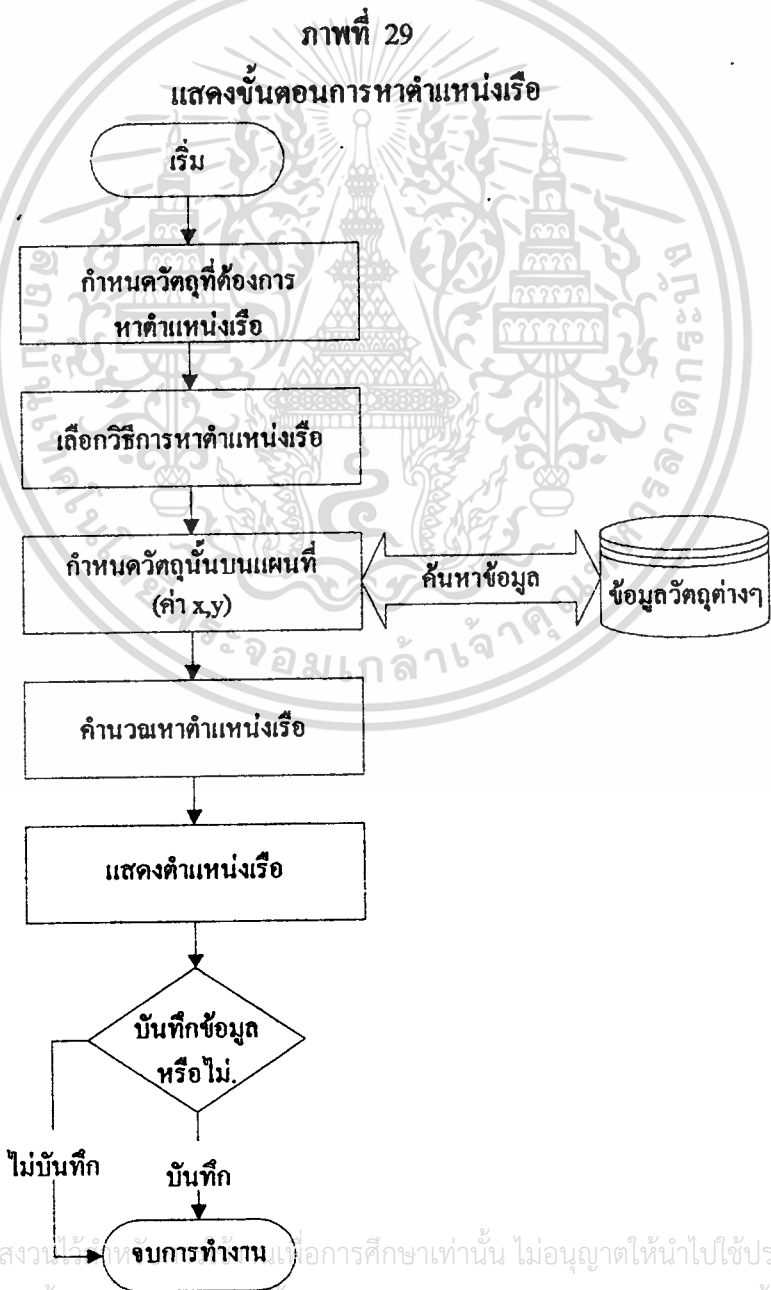 ภาพที่ 29
แสดงขั้นตอนการหาตำแหน่งเรือ
เริ่ม
กำหนดวัตถุที่ต้องการ
หาตำแหน่งเรือ
เลือกวิธีการหาตำแหน่งเรือ
กำหนดวัตถุนั้นบนแผนที่
(ค่า x,y)
ค้นหาข้อมูล
ข้อมูลวัตถุต่างๆ
คำนวณหาตำแหน่งเรือ
แสดงตำแหน่งเรือ
บันทึกข้อมูล
หรือไม่.
ไม่บันทึก
บันทึก
จบการทำงาน
เพื่อการศึกษาเท่านั้น ไม่อนุญาตให้นำไปใช้ประ